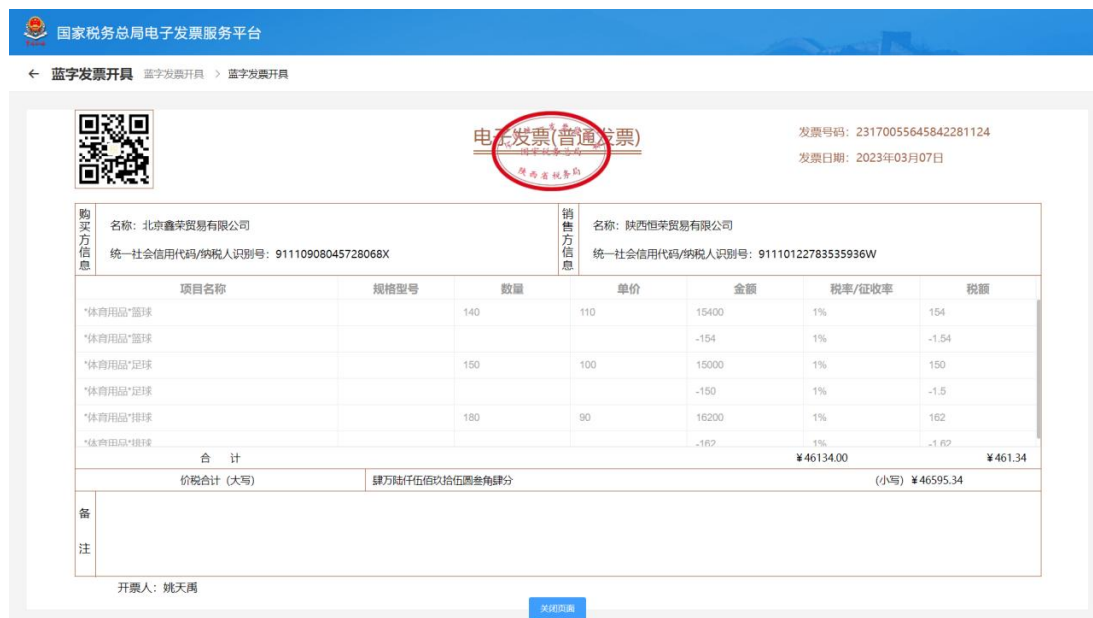 国家税务总局电子发票服务平台
← 蓝字发票开具 蓝字发票开具 > 蓝字发票开具
电子发票(普通发票)
国家税务总局
陕西省税务局
发票号码：23170055645842281124
发票日期：2023年03月07日
购买方信息
名称：北京鑫荣贸易有限公司
统一社会信用代码/纳税人识别号：91110908045728068X
销售方信息
名称：陕西恒荣贸易有限公司
统一社会信用代码/纳税人识别号：91110122783535936W
项目名称 规格型号 数量 单价 金额 税率/征收率 税额
*体育用品*篮球 140 110 15400 1% 154
*体育用品*篮球 -154 1% -1.54
*体育用品*足球 150 100 15000 1% 150
*体育用品*足球 -150 1% -1.5
*体育用品*排球 180 90 16200 1% 162
*体育用品*排球 -162 1% -1.62
合 计 ¥46134.00 ¥461.34
价税合计（大写） 肆万陆仟伍佰玖拾伍圆叁角肆分 (小写) ¥46595.34
备注
开票人：姚天禹
关闭页面